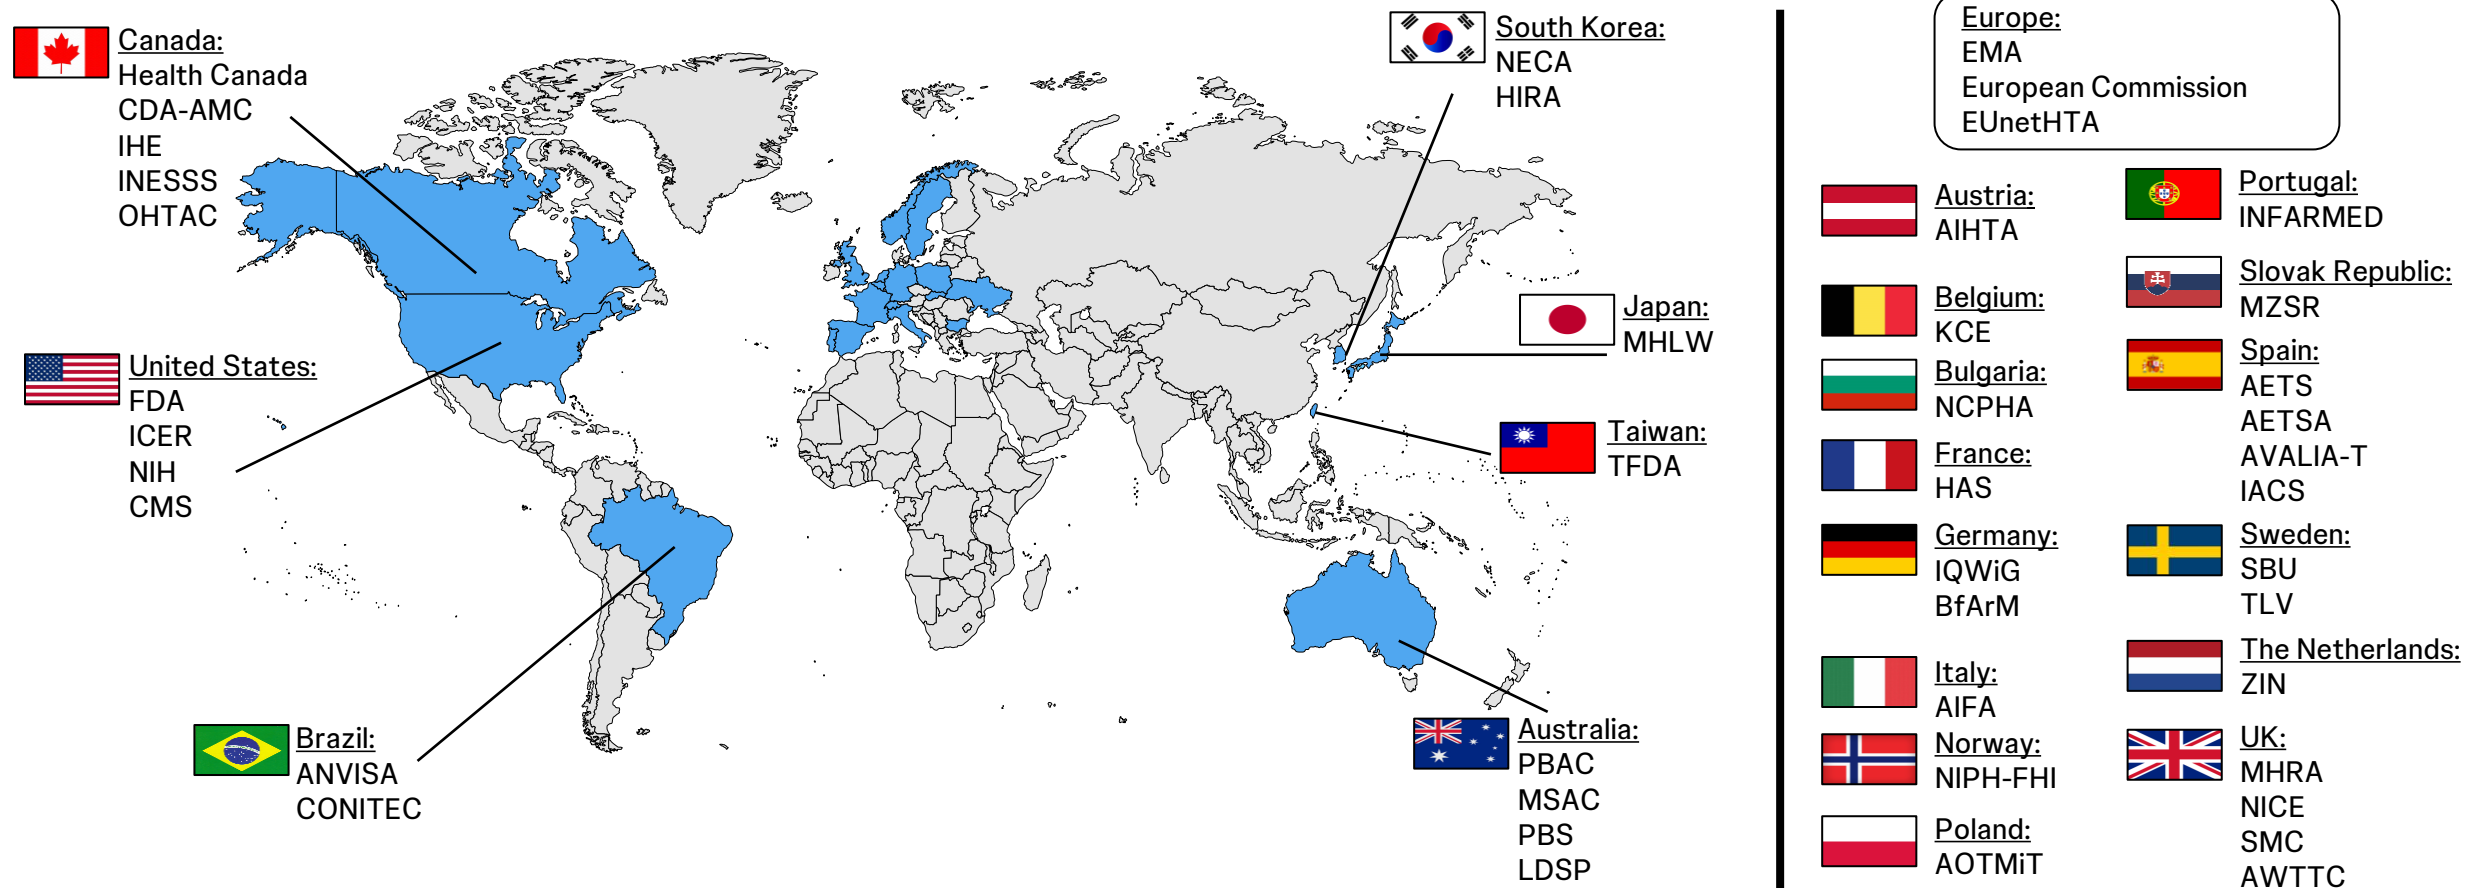 Canada:
Health Canada
CDA-AMC
IHE
INESSS
OHTAC
United States:
FDA
ICER
NIH
CMS
Brazil:
ANVISA
CONITEC
South Korea:
NECA
HIRA
Japan:
MHLW
Taiwan:
TFDA
Australia:
PBAC
MSAC
PBS
LDSP
Europe:
EMA
European Commission
EUnetHTA
Austria:
AIHTA
Belgium:
KCE
Bulgaria:
NCPHA
France:
HAS
Germany:
IQWiG
BfArM
Italy:
AIFA
Norway:
NIPH-FHI
Poland:
AOTMiT
Portugal:
INFARMED
Slovak Republic:
MZSR
Spain:
AETS
AETSA
AVALIA-T
IACS
Sweden:
SBU
TLV
The Netherlands:
ZIN
UK:
MHRA
NICE
SMC
AWTTC